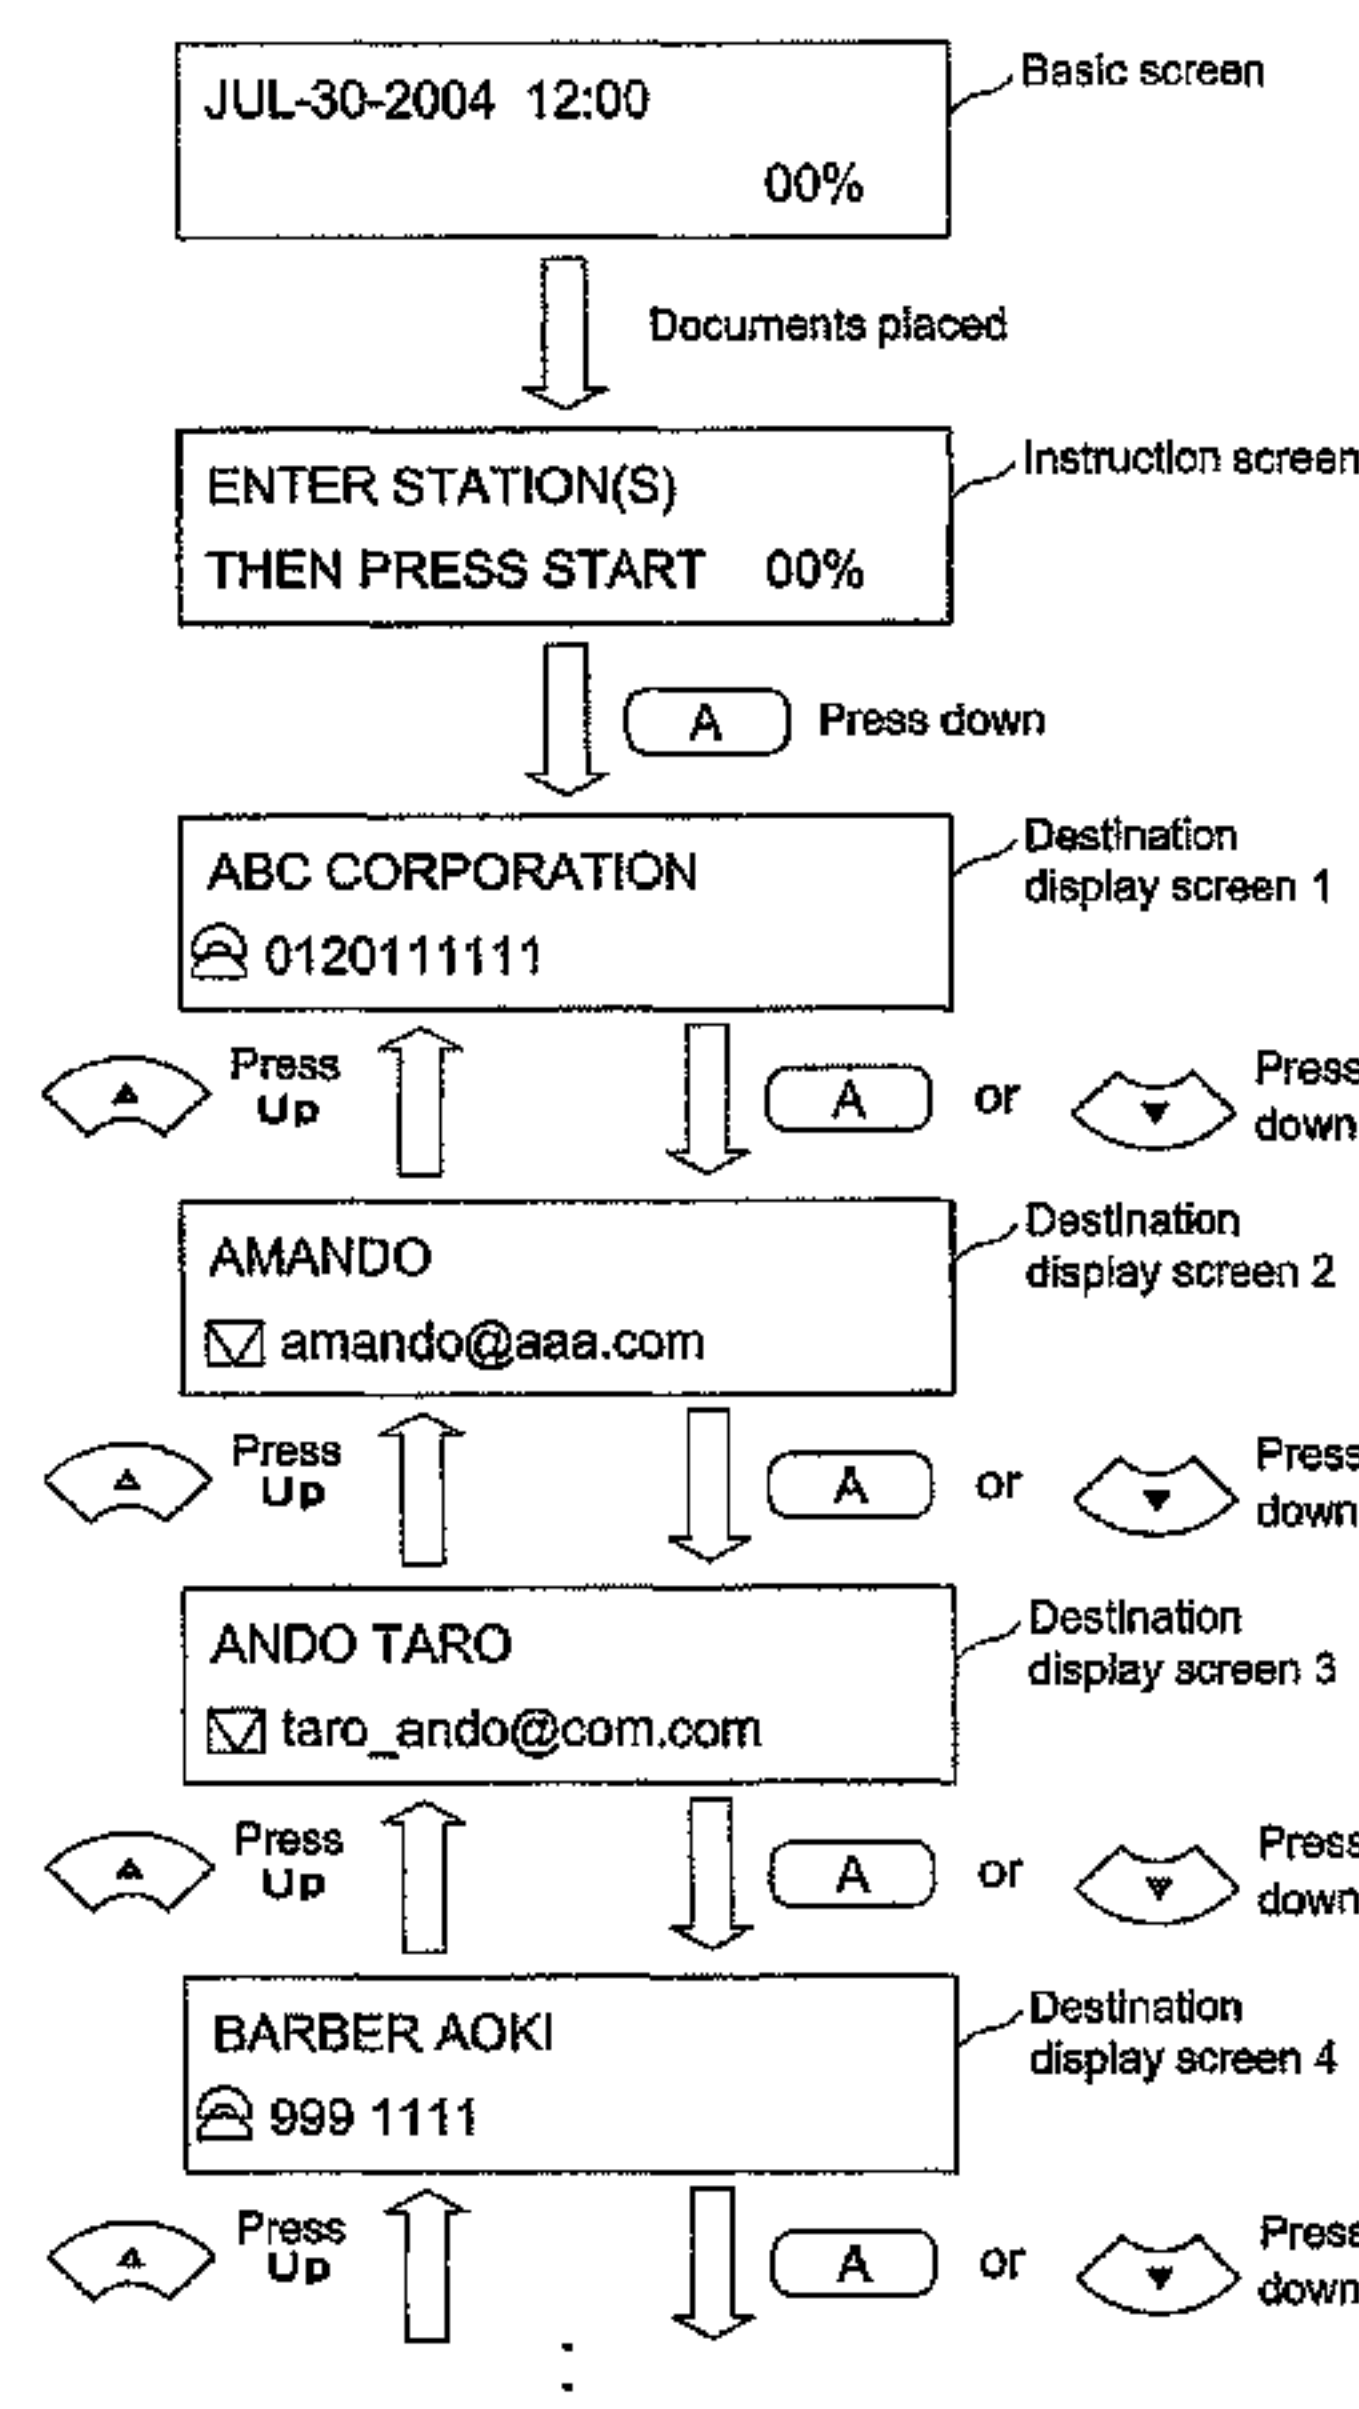 JUL-30-2004 12:00
00%
Basic screen
Documents placed
ENTER STATION(S)
THEN PRESS START 00%
Instruction screen
A Press down
ABC CORPORATION
0120111111
Destination
display screen 1
Press
Up
A or Press
down
AMANDO
amando@aaa.com
Destination
display screen 2
Press
Up
A or Press
down
ANDO TARO
taro_ando@com.com
Destination
display screen 3
Press
Up
A or Press
down
BARBER AOKI
999 1111
Destination
display screen 4
Press
Up
A or Press
down